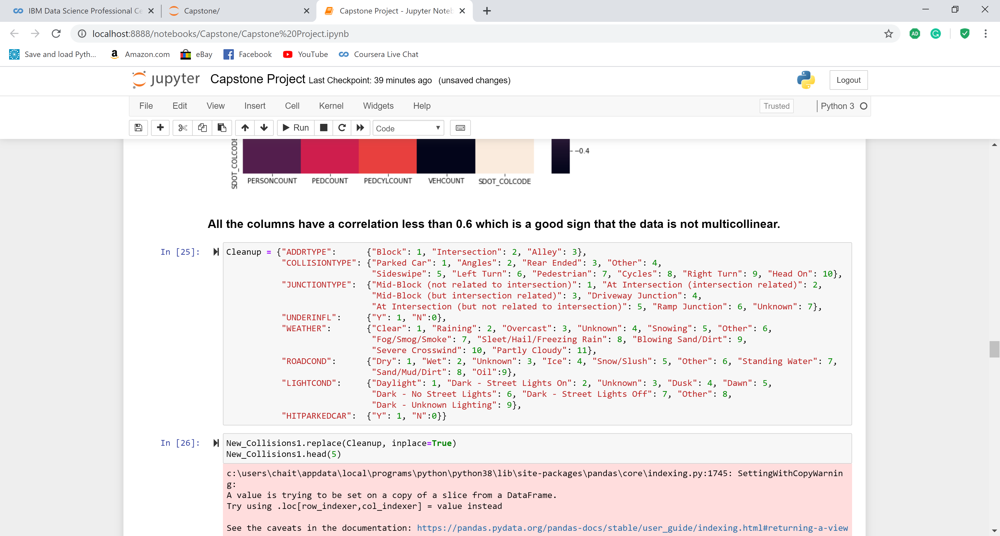 IBM Data Science Professional Ce
Capstone/
Capstone Project - Jupyter Noteb
localhost:8888/notebooks/Capstone/Capstone%20Project.ipynb
AD
G
Save and load Pyth...
Amazon.com
eBay
Facebook
YouTube
Coursera Live Chat
jupyter Capstone Project Last Checkpoint: 39 minutes ago (unsaved changes)
Logout
File Edit View Insert Cell Kernel Widgets Help
Trusted
Python 3
Run
Code
SDOT_COLCODE
-0.4
PERSONCOUNT PEDCOUNT PEDCYLCOUNT VEHCOUNT SDOT_COLCODE
All the columns have a correlation less than 0.6 which is a good sign that the data is not multicollinear.
In [25]:
Cleanup = {"ADDRTYPE":      {"Block": 1, "Intersection": 2, "Alley": 3},
"COLLISIONTYPE": {"Parked Car": 1, "Angles": 2, "Rear Ended": 3, "Other": 4,
"Sideswipe": 5, "Left Turn": 6, "Pedestrian": 7, "Cycles": 8, "Right Turn": 9, "Head On": 10},
"JUNCTIONTYPE":  {"Mid-Block (not related to intersection)": 1, "At Intersection (intersection related)": 2,
"Mid-Block (but intersection related)": 3, "Driveway Junction": 4,
"At Intersection (but not related to intersection)": 5, "Ramp Junction": 6, "Unknown": 7},
"UNDERINFL":     {"Y": 1, "N":0},
"WEATHER":       {"Clear": 1, "Raining": 2, "Overcast": 3, "Unknown": 4, "Snowing": 5, "Other": 6,
"Fog/Smog/Smoke": 7, "Sleet/Hail/Freezing Rain": 8, "Blowing Sand/Dirt": 9,
"Severe Crosswind": 10, "Partly Cloudy": 11},
"ROADCOND":      {"Dry": 1, "Wet": 2, "Unknown": 3, "Ice": 4, "Snow/Slush": 5, "Other": 6, "Standing Water": 7,
"Sand/Mud/Dirt": 8, "Oil":9},
"LIGHTCOND":     {"Daylight": 1, "Dark - Street Lights On": 2, "Unknown": 3, "Dusk": 4, "Dawn": 5,
"Dark - No Street Lights": 6, "Dark - Street Lights Off": 7, "Other": 8,
"Dark - Unknown Lighting": 9},
"HITPARKEDCAR":  {"Y": 1, "N":0}}
In [26]:
New_Collisions1.replace(Cleanup, inplace=True)
New_Collisions1.head(5)
c:\users\chait\appdata\local\programs\python\python38\lib\site-packages\pandas\core\indexing.py:1745: SettingWithCopyWarnin
g:
A value is trying to be set on a copy of a slice from a DataFrame.
Try using .loc[row_indexer,col_indexer] = value instead
See the caveats in the documentation: https://pandas.pydata.org/pandas-docs/stable/user_guide/indexing.html#returning-a-view